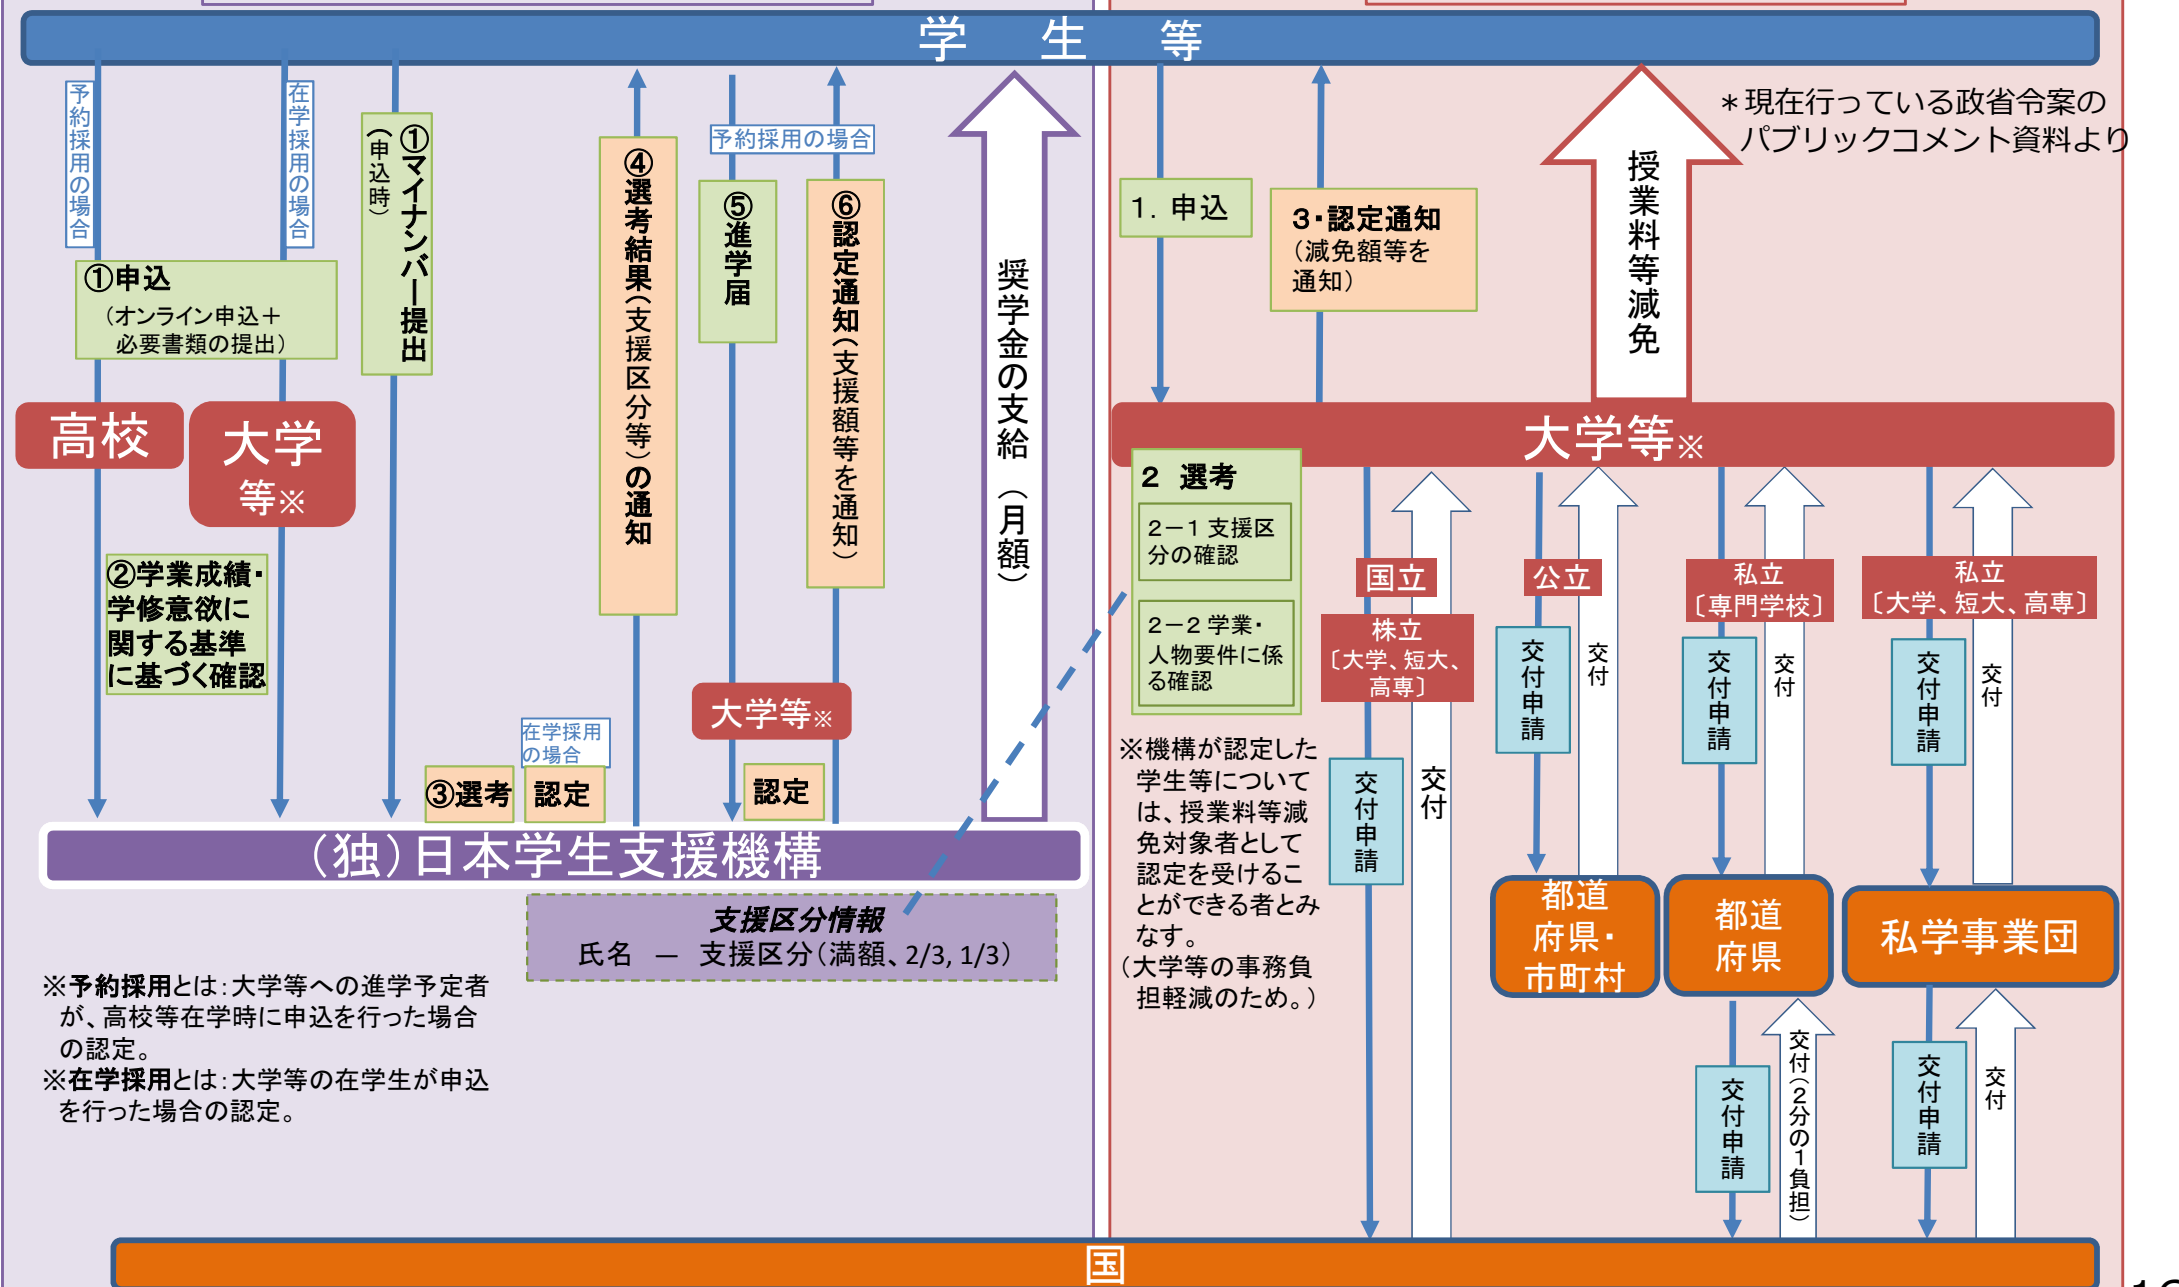 学 生 等
予約採用の場合
在学採用の場合
①マイナンバー提出
（申込時）
①申込
（オンライン申込＋
必要書類の提出）
高校
大学
等※
②学業成績・
学修意欲に
関する基準
に基づく確認
③選考
在学採用
の場合
認定
④選考結果（支援区分等）の通知
予約採用の場合
⑤進学届
⑥認定通知（支援額等を通知）
大学等※
認定
奨学金の支給（月額）
（独）日本学生支援機構
支援区分情報
氏名 ― 支援区分（満額、2/3, 1/3）
※予約採用とは：大学等への進学予定者
が、高校等在学時に申込を行った場合
の認定。
※在学採用とは：大学等の在学生が申込
を行った場合の認定。
＊現在行っている政省令案の
パブリックコメント資料より
1．申込
3・認定通知
（減免額等を
通知）
授業料等減免
大学等※
2 選考
2－1 支援区
分の確認
2－2 学業・
人物要件に係
る確認
※機構が認定した
学生等について
は、授業料等減
免対象者として
認定を受けるこ
とができる者とみ
なす。
（大学等の事務負
担軽減のため。）
国立
株立
〔大学、短大、
高専〕
交付申請
交付
公立
交付申請
交付
都道
府県・
市町村
私立
〔専門学校〕
交付申請
交付
都道
府県
交付申請
交付（2分の1負担）
私立
〔大学、短大、高専〕
交付申請
交付
私学事業団
交付申請
交付
国